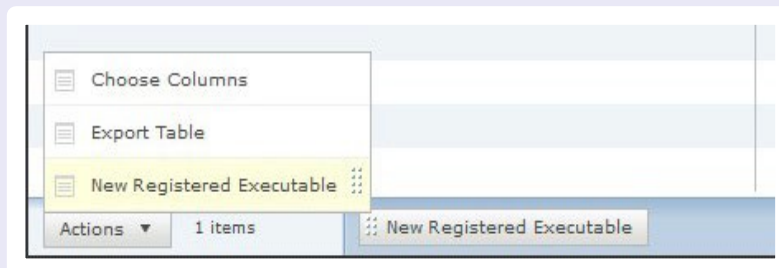 Choose Columns
Export Table
New Registered Executable
Actions 1 items New Registered Executable